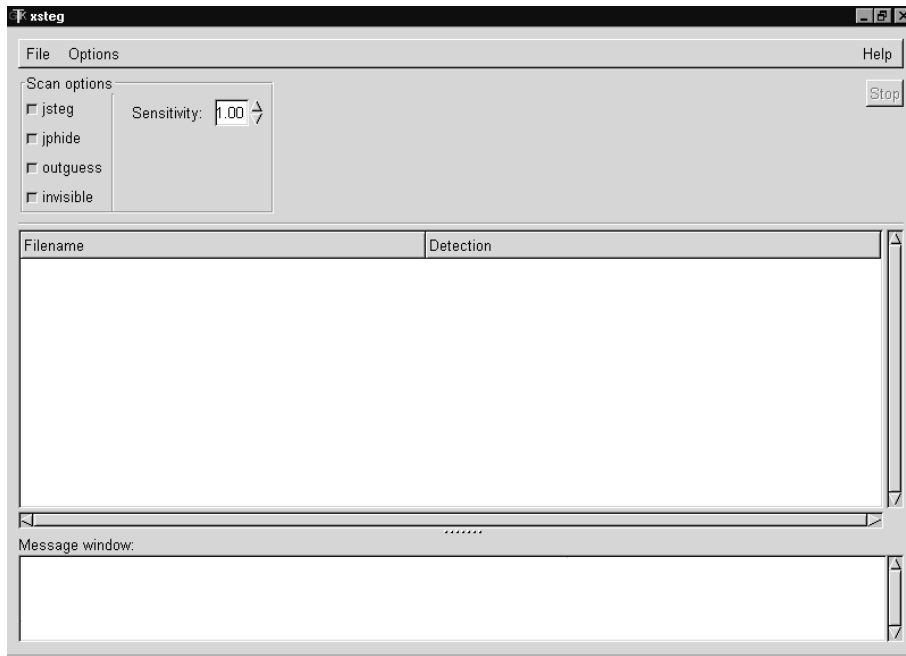 xsteg
File Options Help
Scan options
jsteg Sensitivity: 1.00
jphide
outguess
invisible
Stop
Filename Detection
Message window: